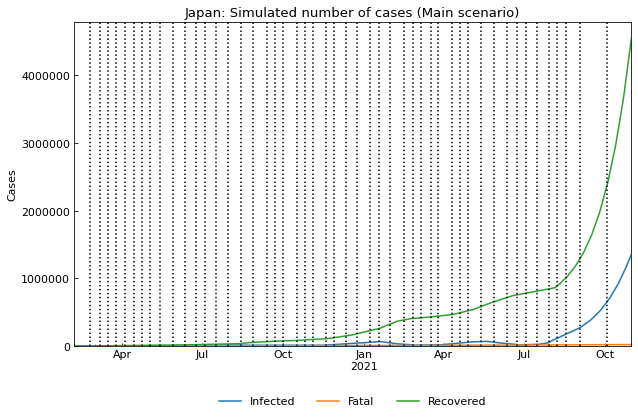 Japan: Simulated number of cases (Main scenario)
4000000
3000000
2000000
1000000
0
Cases
Apr Jul Oct Jan Apr Jul Oct
2021
Infected Fatal Recovered